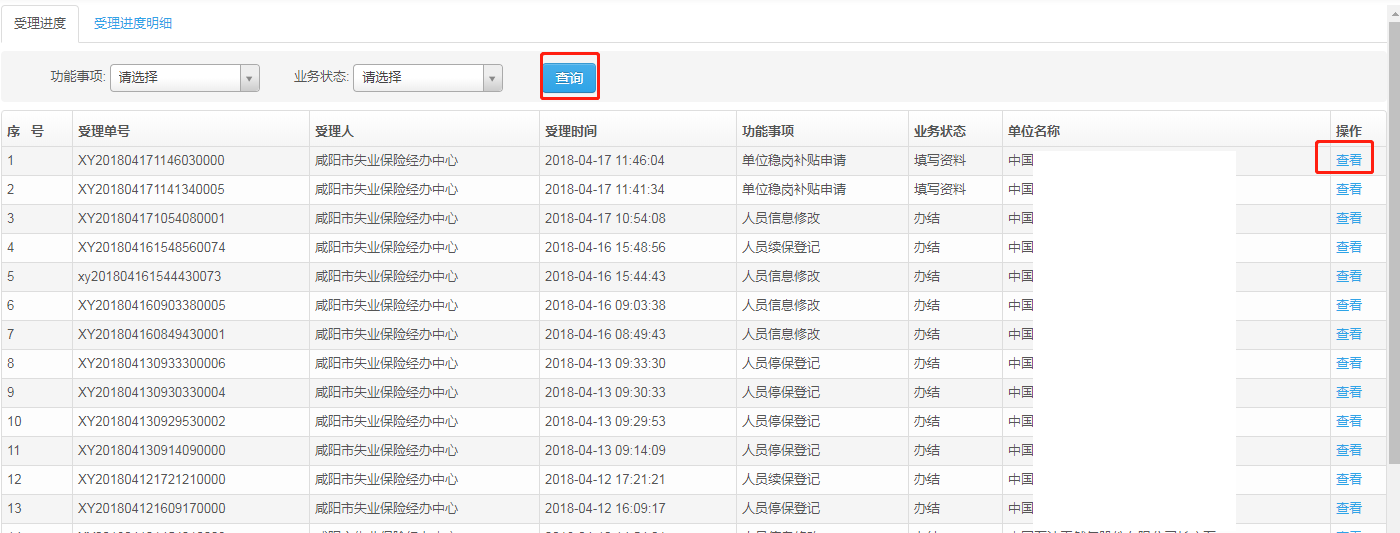 受理进度 受理进度明细
功能事项: 请选择 业务状态: 请选择 查询
序 号 受理单号 受理人 受理时间 功能事项 业务状态 单位名称 操作
1 XY201804171146030000 咸阳市失业保险经办中心 2018-04-17 11:46:04 单位稳岗补贴申请 填写资料 中国 查看
2 XY201804171141340005 咸阳市失业保险经办中心 2018-04-17 11:41:34 单位稳岗补贴申请 填写资料 中国 查看
3 XY201804171054080001 咸阳市失业保险经办中心 2018-04-17 10:54:08 人员信息修改 办结 中国 查看
4 XY201804161548560074 咸阳市失业保险经办中心 2018-04-16 15:48:56 人员续保登记 办结 中国 查看
5 xy201804161544430073 咸阳市失业保险经办中心 2018-04-16 15:44:43 人员信息修改 办结 中国 查看
6 XY201804160903380005 咸阳市失业保险经办中心 2018-04-16 09:03:38 人员信息修改 办结 中国 查看
7 XY201804160849430001 咸阳市失业保险经办中心 2018-04-16 08:49:43 人员信息修改 办结 中国 查看
8 XY201804130933300006 咸阳市失业保险经办中心 2018-04-13 09:33:30 人员停保登记 办结 中国 查看
9 XY201804130930330004 咸阳市失业保险经办中心 2018-04-13 09:30:33 人员停保登记 办结 中国 查看
10 XY201804130929530002 咸阳市失业保险经办中心 2018-04-13 09:29:53 人员停保登记 办结 中国 查看
11 XY201804130914090000 咸阳市失业保险经办中心 2018-04-13 09:14:09 人员停保登记 办结 中国 查看
12 XY201804121721210000 咸阳市失业保险经办中心 2018-04-12 17:21:21 人员续保登记 办结 中国 查看
13 XY201804121609170000 咸阳市失业保险经办中心 2018-04-12 16:09:17 人员停保登记 办结 中国 查看